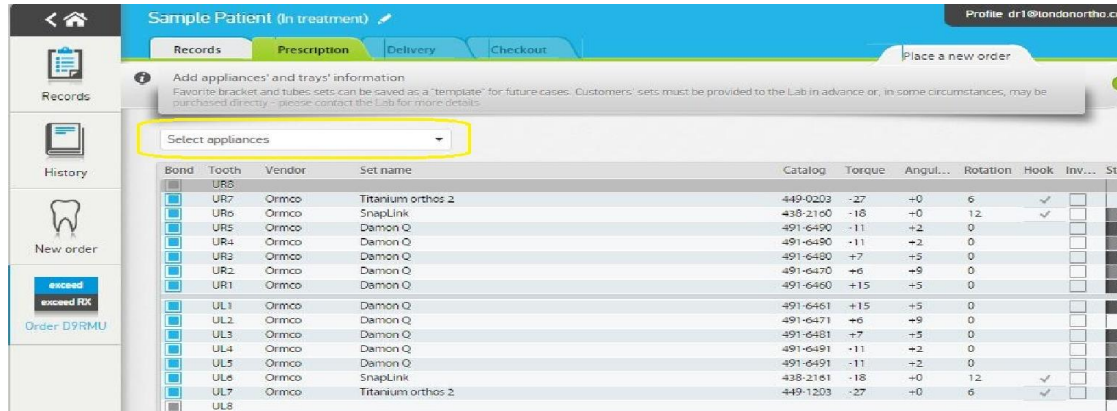 Sample Patient (In treatment)
Profile dr1@londonortho.c
Records Prescription Delivery Checkout
Place a new order
Add appliances' and trays' information
Favorite bracket and tubes sets can be saved as a "template" for future cases. Customers' sets must be provided to the Lab in advance or, in some circumstances, may be
purchased directly - please contact the Lab for more details
Records
History
New order
exceed
exceed RX
Order D9RMU
Select appliances
Bond Tooth Vendor Set name Catalog Torque Angul... Rotation Hook Inv... St
UR8
UR7 Ormco Titanium orthos 2 449-0203 -27 +0 6
UR6 Ormco SnapLink 438-2160 -18 +0 12
UR5 Ormco Damon Q 491-6490 -11 +2 0
UR4 Ormco Damon Q 491-6490 -11 +2 0
UR3 Ormco Damon Q 491-6480 +7 +5 0
UR2 Ormco Damon Q 491-6470 +6 +9 0
UR1 Ormco Damon Q 491-6460 +15 +5 0
UL1 Ormco Damon Q 491-6461 +15 +5 0
UL2 Ormco Damon Q 491-6471 +6 +9 0
UL3 Ormco Damon Q 491-6481 +7 +5 0
UL4 Ormco Damon Q 491-6491 -11 +2 0
UL5 Ormco Damon Q 491-6491 -11 +2 0
UL6 Ormco SnapLink 438-2161 -18 +0 12
UL7 Ormco Titanium orthos 2 449-1203 -27 +0 6
UL8